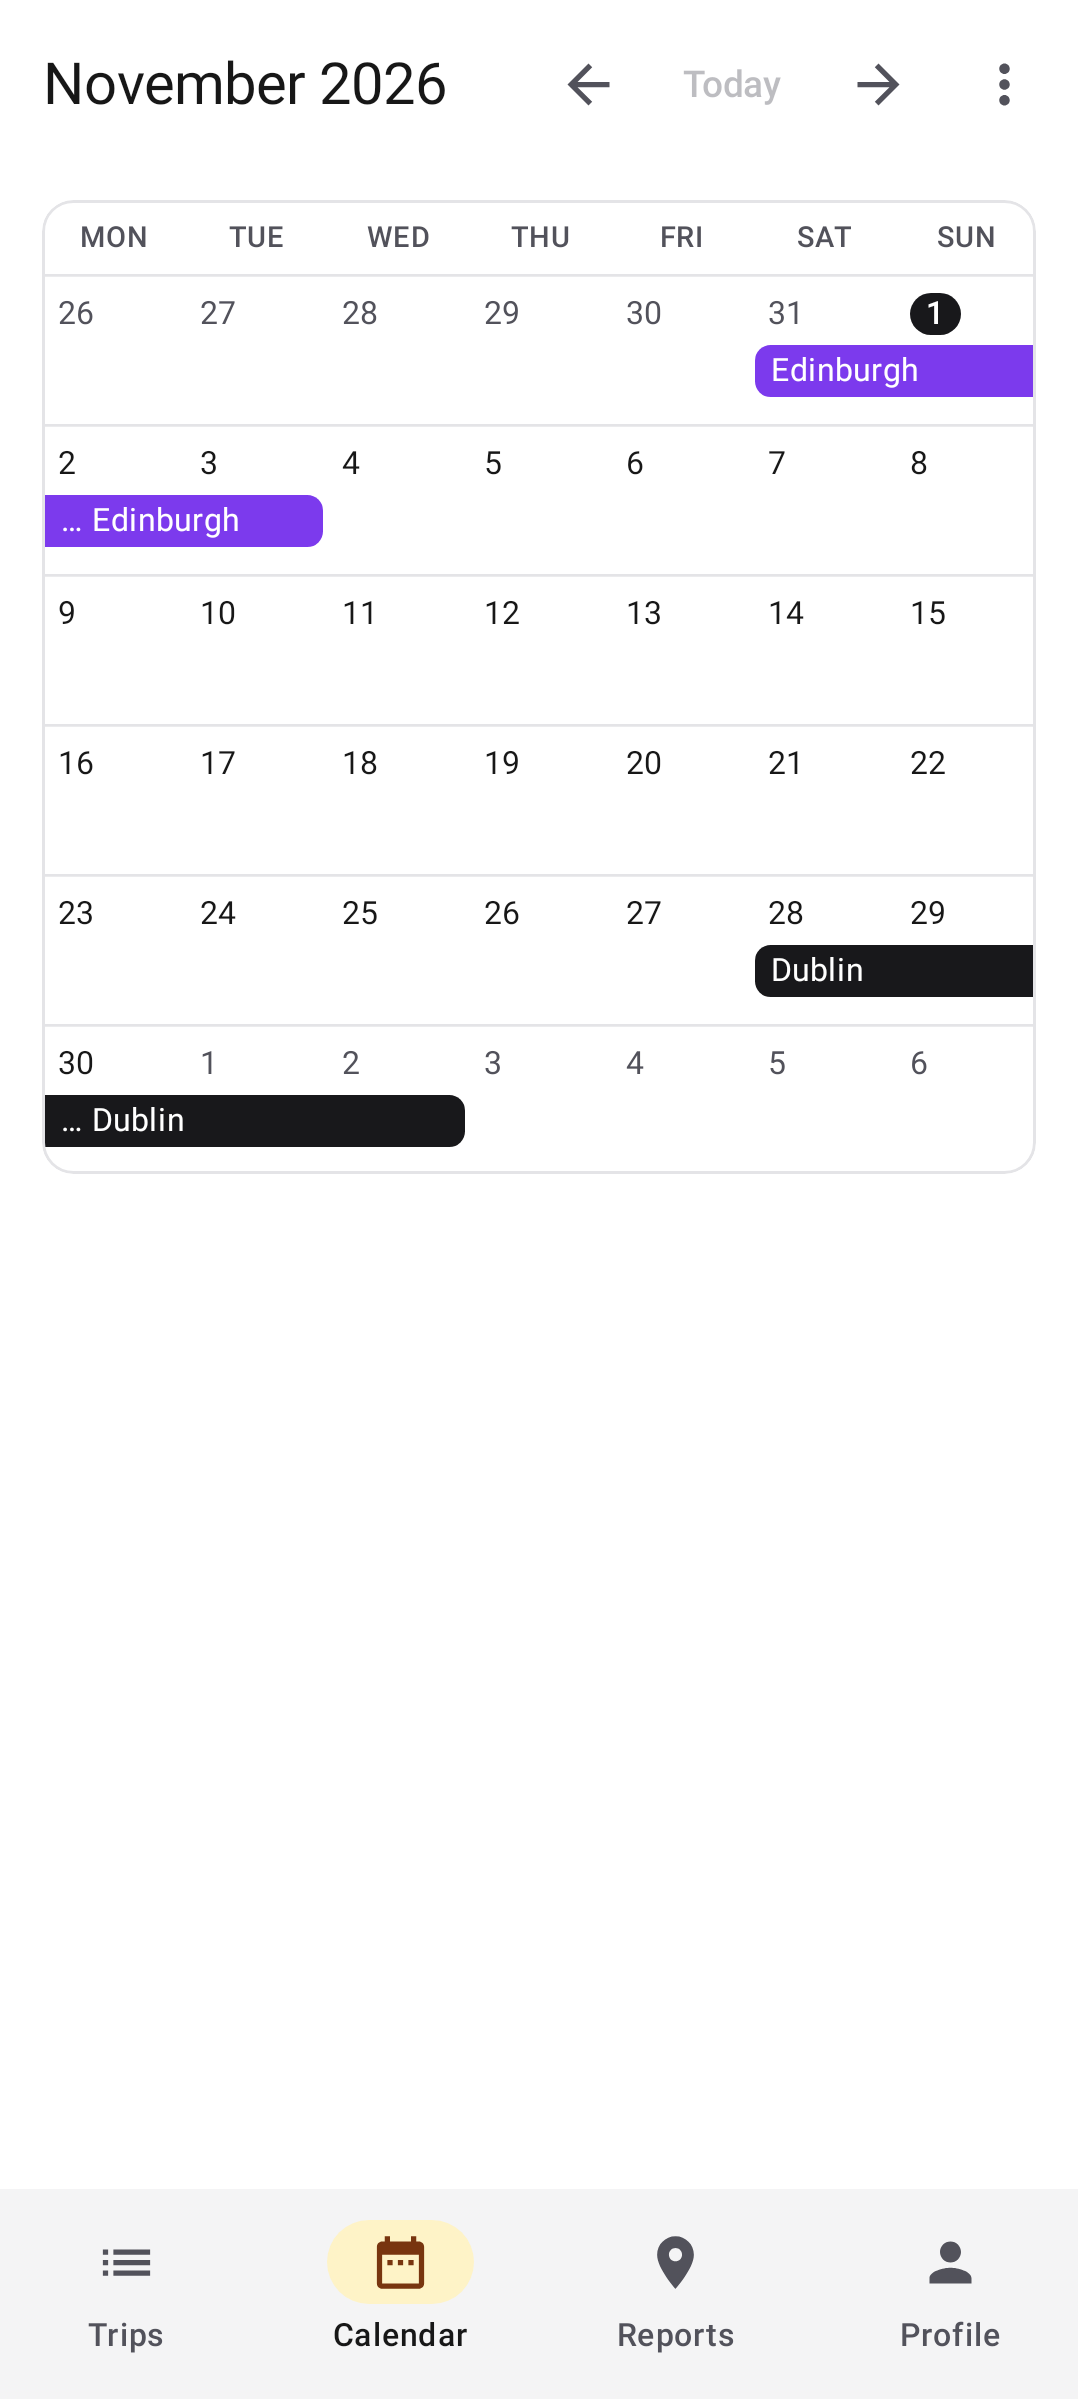 November 2026 Today
MON TUE WED THU FRI SAT SUN
26 27 28 29 30 31 1
Edinburgh
2 3 4 5 6 7 8
... Edinburgh
9 10 11 12 13 14 15
16 17 18 19 20 21 22
23 24 25 26 27 28 29
Dublin
30 1 2 3 4 5 6
... Dublin
Trips Calendar Reports Profile